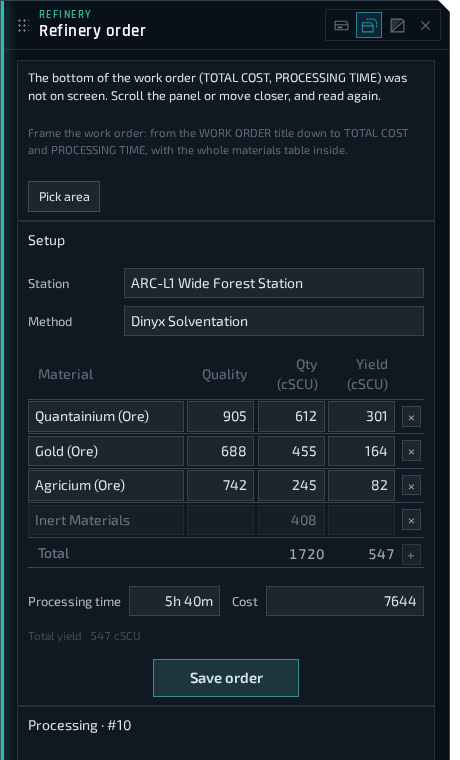 REFINERY
Refinery order
The bottom of the work order (TOTAL COST, PROCESSING TIME) was
not on screen. Scroll the panel or move closer, and read again.
Frame the work order: from the WORK ORDER title down to TOTAL COST
and PROCESSING TIME, with the whole materials table inside.
Pick area
Setup
Station ARC-L1 Wide Forest Station
Method Dinyx Solventation
Material Quality Qty (cSCU) Yield (cSCU)
Quantainium (Ore) 905 612 301 ×
Gold (Ore) 688 455 164 ×
Agricium (Ore) 742 245 82 ×
Inert Materials 408 ×
Total 1720 547 +
Processing time 5h 40m Cost 7644
Total yield 547 cSCU
Save order
Processing · #10